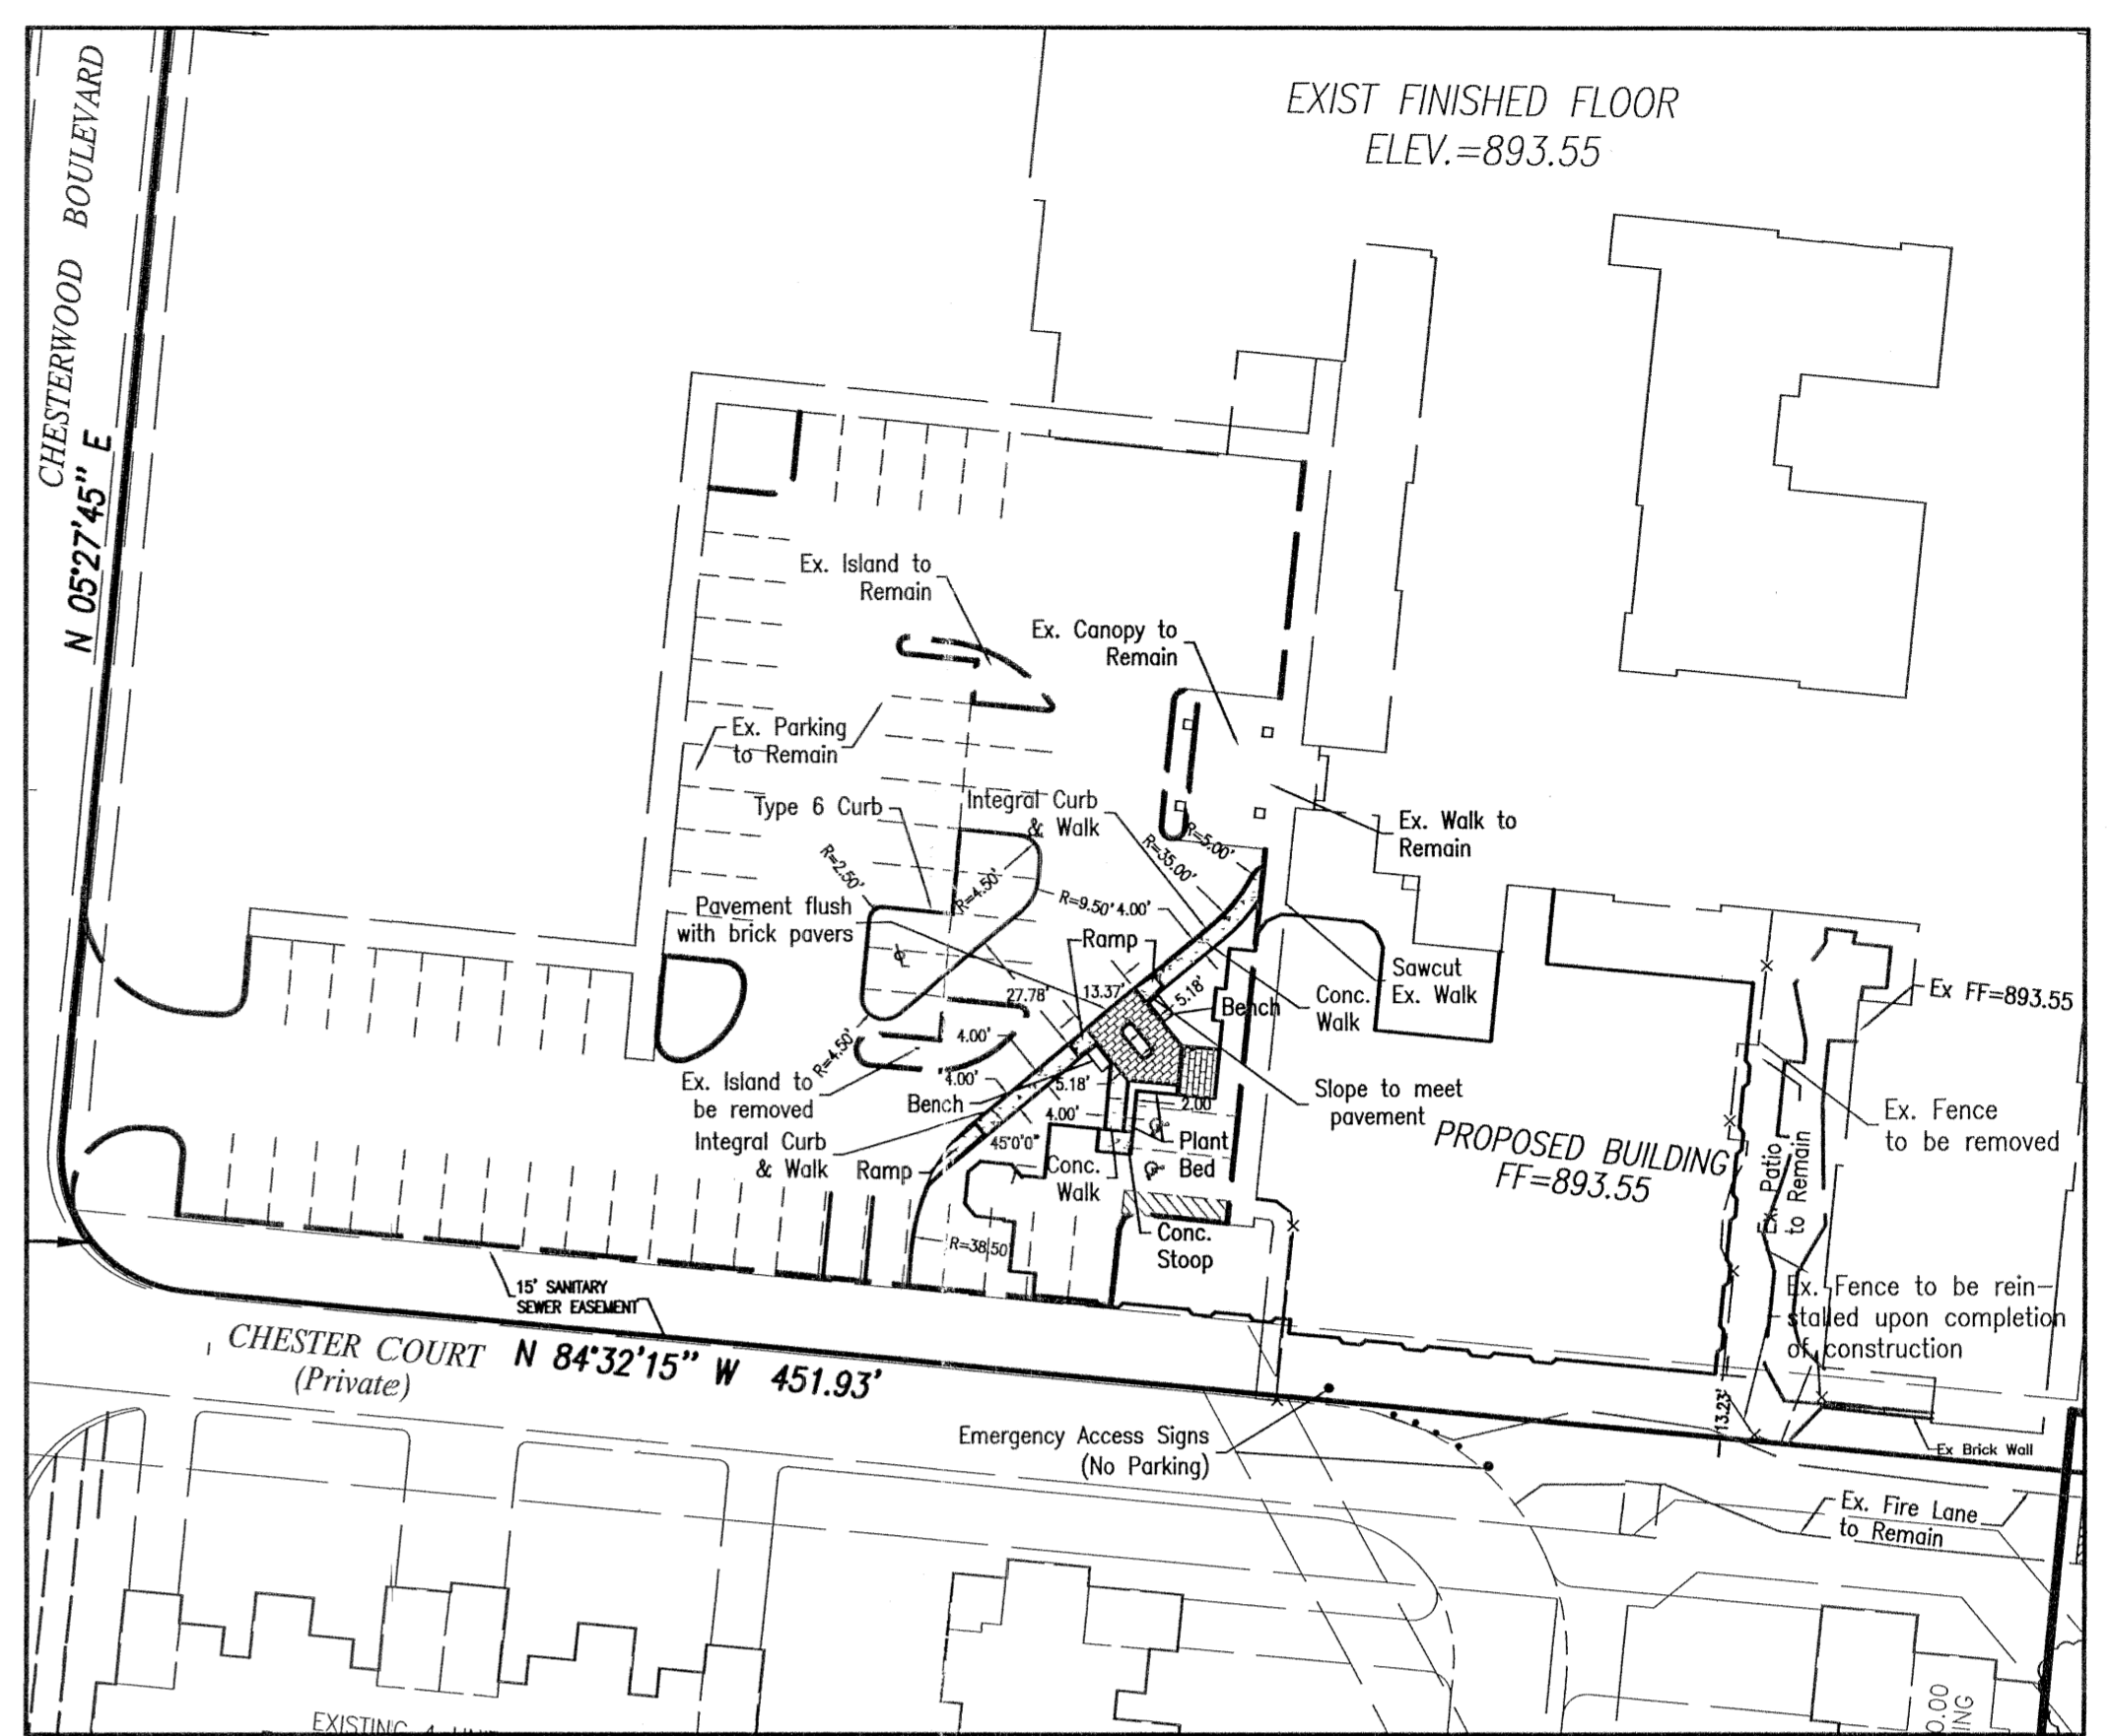 CHESTERWOOD BOULEVARD
N 05°27'45" E
EXIST FINISHED FLOOR
ELEV.=893.55
Ex. Island to
Remain
Ex. Canopy to
Remain
Ex. Parking
to Remain
Type 6 Curb
Integral Curb
& Walk
Ex. Walk to
Remain
R=5.00'
R=35.00'
R=2.50'
R=4.50'
R=9.50'
4.00'
Pavement flush
with brick pavers
Ramp
Sawcut
Ex. Walk
Conc.
Walk
Ex FF=893.55
27.78'
13.37'
5.18'
Bench
R=4.50'
4.00'
Ex. Island to
be removed
4.00'
5.18'
Bench
4.00'
2.00'
Slope to meet
pavement
Ex. Fence
to be removed
Integral Curb
& Walk
45°0'0"
Ramp
Conc.
Walk
Plant
Bed
PROPOSED BUILDING
FF=893.55
Ex. Patio
to Remain
Conc.
Stoop
R=38.50'
15' SANITARY
SEWER EASEMENT
Ex. Fence to be rein-
stalled upon completion
of construction
CHESTER COURT
(Private)
N 84°32'15" W 451.93'
13.23'
Emergency Access Signs
(No Parking)
Ex Brick Wall
Ex. Fire Lane
to Remain
EXISTING 4
0.00
ING